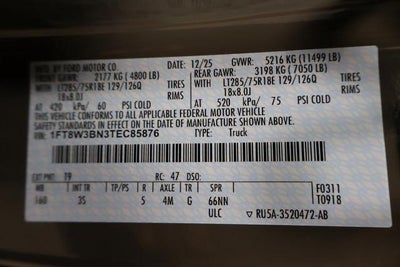 MFD. BY FORD MOTOR CO.
DATE: 12/25 GVWR: 5216 KG (11499 LB)
FRONT GAWR: 2177 KG (4800 LB) REAR GAWR: 3198 KG (7050 LB)
LT285/75R18E 129/126Q TIRES LT285/75R18E 129/126Q TIRES
18x8.0J RIMS 18x8.0J RIMS
AT 420 kPa/ 60 PSI COLD AT 520 kPa/ 75 PSI COLD
THIS VEHICLE CONFORMS TO ALL APPLICABLE FEDERAL MOTOR VEHICLE
SAFETY STANDARDS IN EFFECT ON THE DATE OF MANUFACTURE SHOWN ABOVE.
VIN: 1FT8W3BN3TEC85876 TYPE: Truck
EXT PNT: T9 RC: 47 DSO:
WB INT TR TP/PS R AXLE TR SPR
160 3S 5 4M G 66NN
F0311
T0918
ULC RU5A-3520472-AB